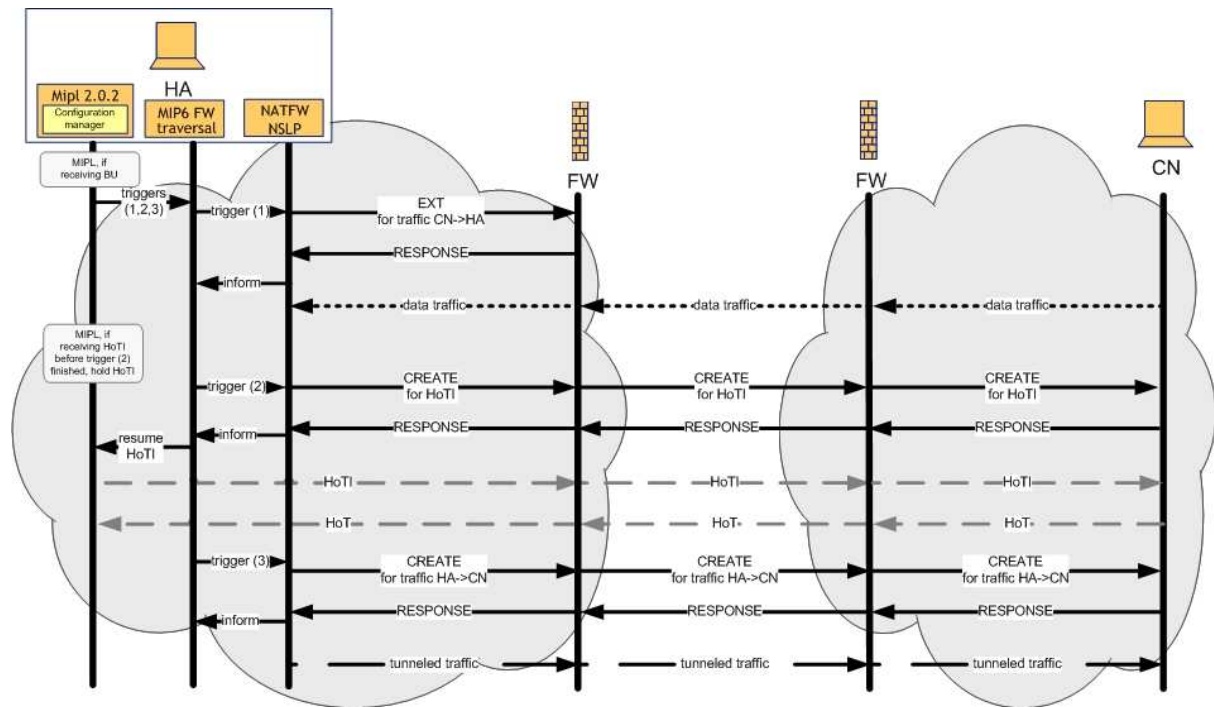 HA
Mipl 2.0.2
Configuration
manager
MIP6 FW
traversal
NATFW
NSLP
FW
FW
CN
MIPL, if
receiving BU
triggers
(1,2,3)
trigger (1)
EXT
for traffic CN->HA
RESPONSE
inform
data traffic
data traffic
data traffic
MIPL, if
receiving HoTI
before trigger (2)
finished, hold HoTI
trigger (2)
CREATE
for HoTI
CREATE
for HoTI
CREATE
for HoTI
RESPONSE
RESPONSE
RESPONSE
inform
resume
HoTI
HoTI
HoTI
HoTI
HoT
HoT
HoT
trigger (3)
CREATE
for traffic HA->CN
CREATE
for traffic HA->CN
CREATE
for traffic HA->CN
RESPONSE
RESPONSE
RESPONSE
inform
tunneled traffic
tunneled traffic
tunneled traffic